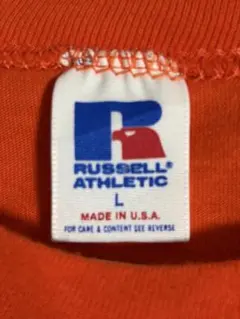 RUSSELL®
ATHLETIC
L
MADE IN U.S.A.
FOR CARE & CONTENT SEE REVERSE